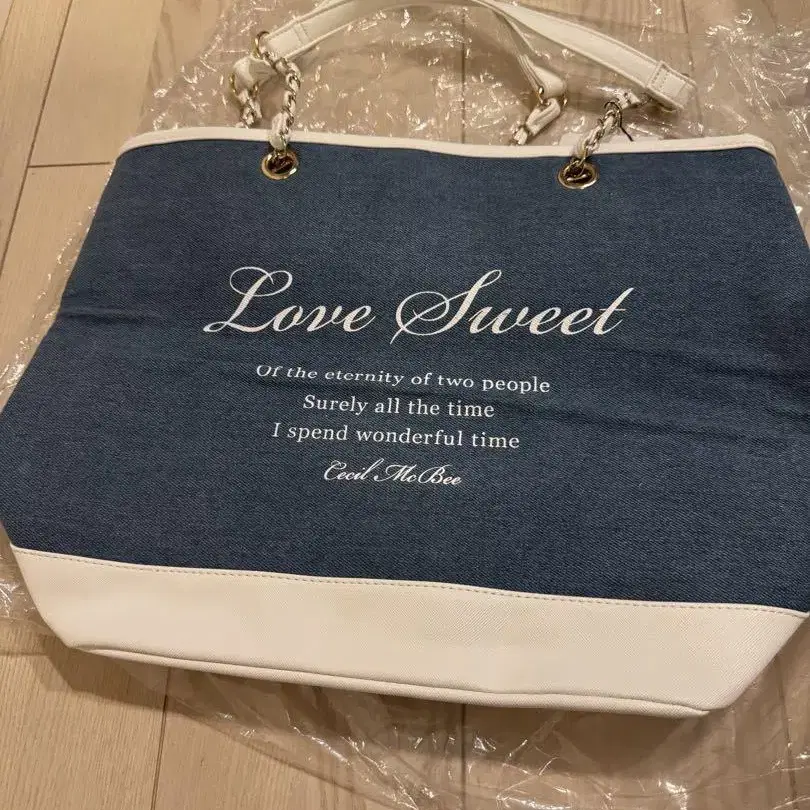 Love Sweet
Of the eternity of two people
Surely all the time
I spend wonderful time
Cecil McBee